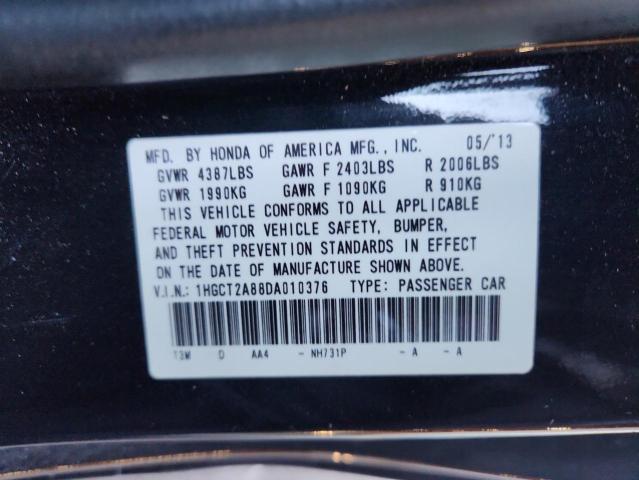 MFD. BY HONDA OF AMERICA MFG., INC. 05/'13
GVWR 4387LBS GAWR F 2403LBS R 2006LBS
GVWR 1990KG GAWR F 1090KG R 910KG
THIS VEHICLE CONFORMS TO ALL APPLICABLE
FEDERAL MOTOR VEHICLE SAFETY, BUMPER,
AND THEFT PREVENTION STANDARDS IN EFFECT
ON THE DATE OF MANUFACTURE SHOWN ABOVE.
V.I.N.: 1HGCT2A88DA010376 TYPE: PASSENGER CAR
T3W D AA4 - NH731P - A - A